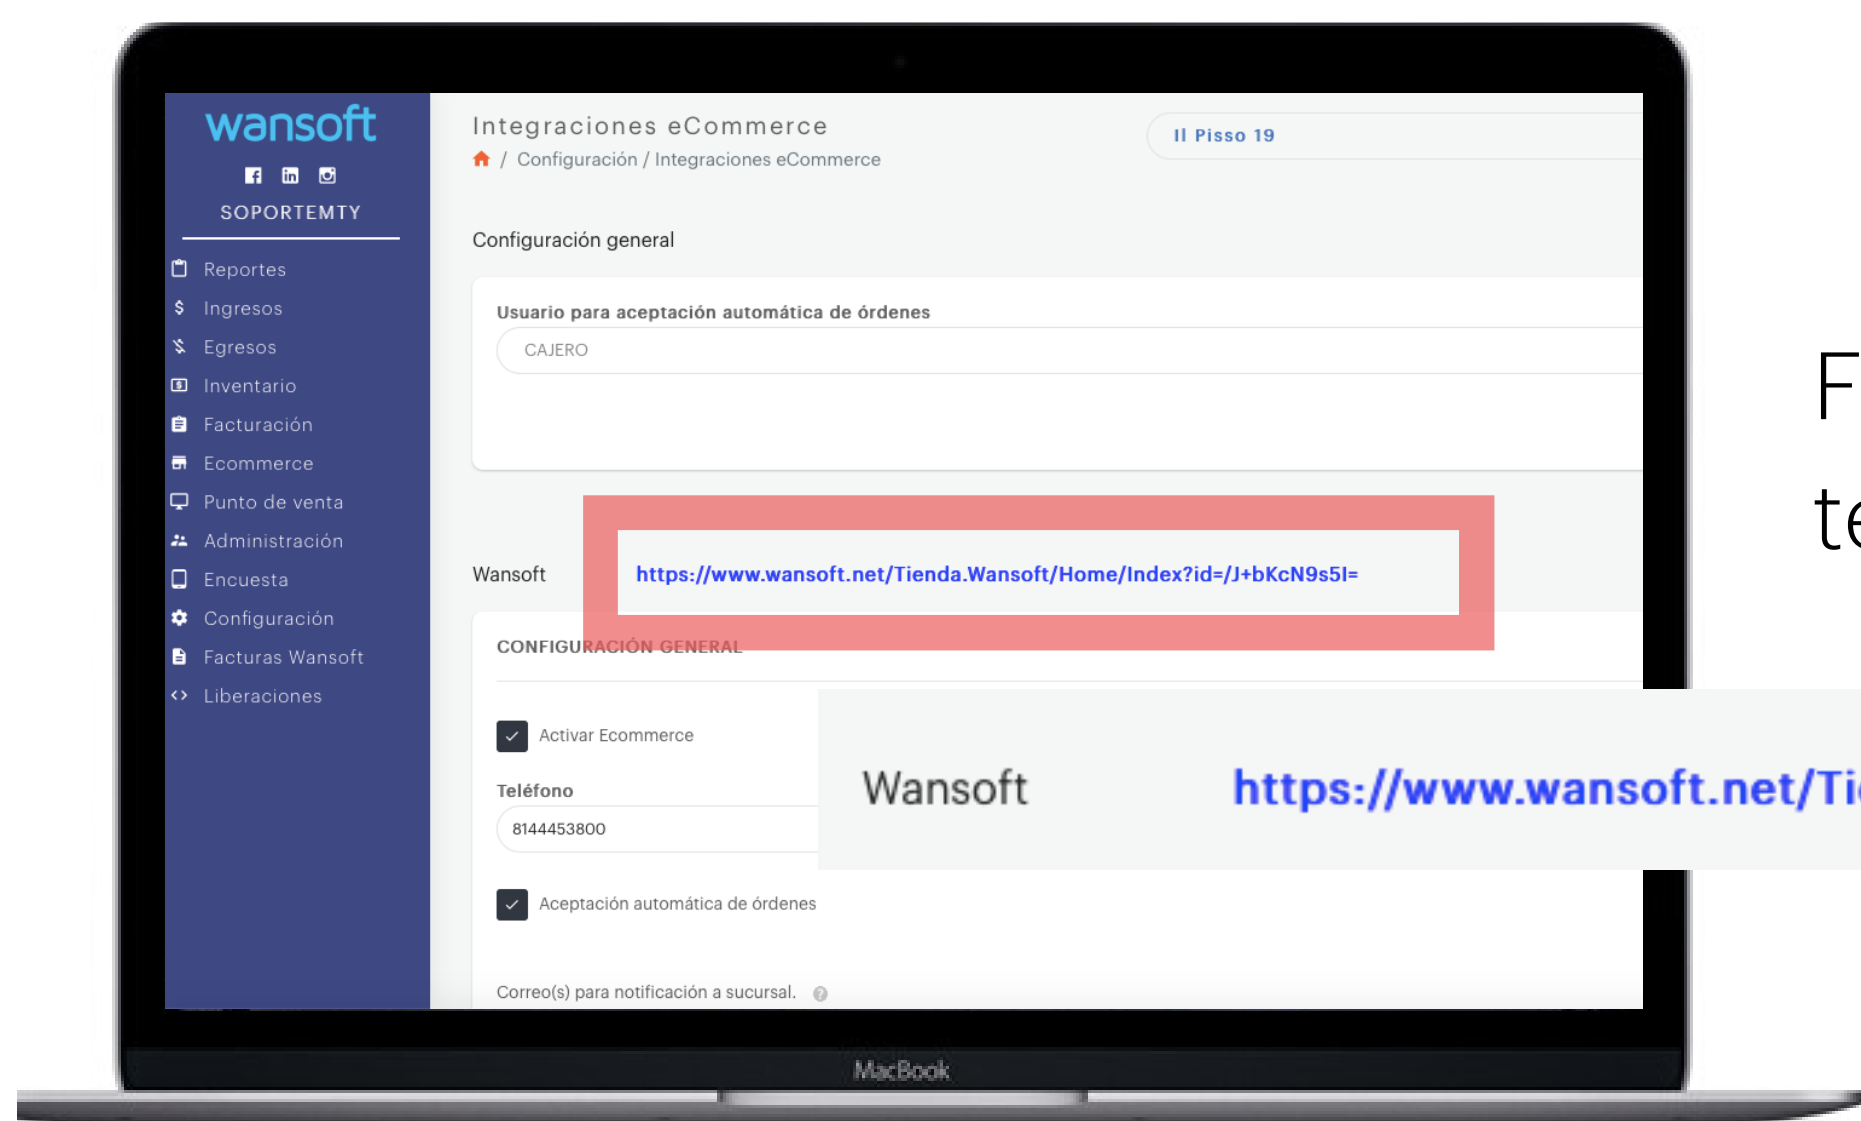 wansoft
SOPORTEMTY
Reportes
Ingresos
Egresos
Inventario
Facturación
Ecommerce
Punto de venta
Administración
Encuesta
Configuración
Facturas Wansoft
Liberaciones
Integraciones eCommerce
/ Configuración / Integraciones eCommerce
Il Pisso 19
Configuración general
Usuario para aceptación automática de órdenes
CAJERO
Wansoft https://www.wansoft.net/Tienda.Wansoft/Home/Index?id=/J+bKcN9s5I=
CONFIGURACIÓN GENERAL
Activar Ecommerce
Teléfono
8144453800
Aceptación automática de órdenes
Correo(s) para notificación a sucursal.
Wansoft https://www.wansoft.net/Ti
F
te
MacBook